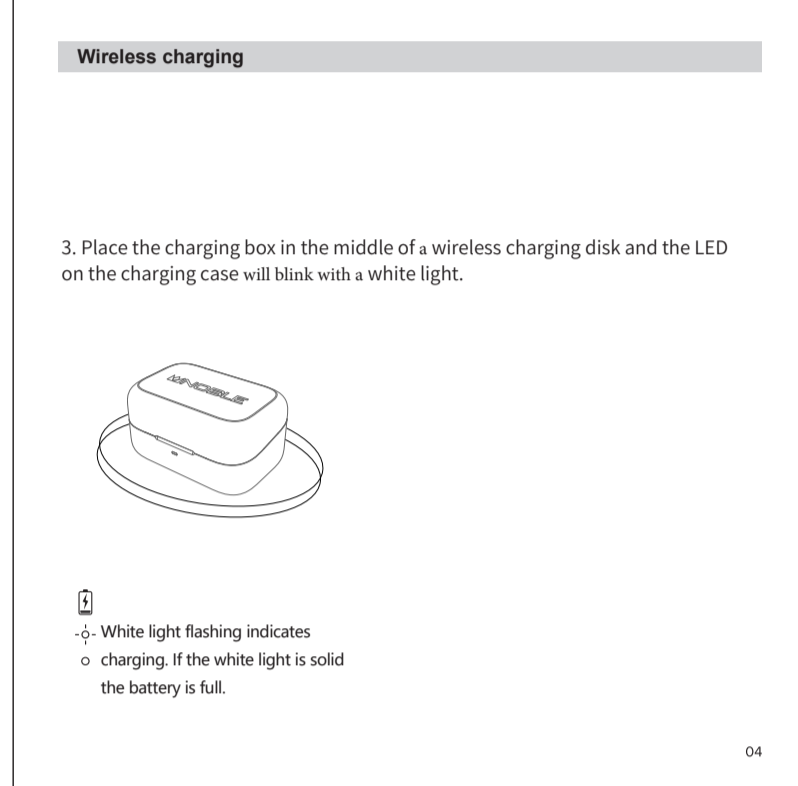 Wireless charging
3. Place the charging box in the middle of a wireless charging disk and the LED
on the charging case will blink with a white light.
NOBLE
White light flashing indicates
charging. If the white light is solid
the battery is full.
04